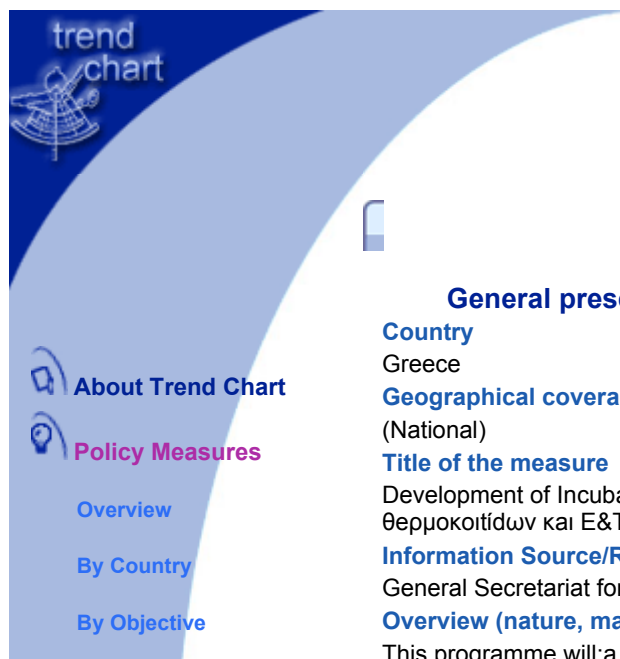 trend
chart
General prese
Country
Greece
Geographical covera
(National)
Title of the measure
Development of Incuba
θερμοκοιτίδων και Ε&Τ
Information Source/R
General Secretariat for
Overview (nature, ma
This programme will:a
About Trend Chart
Policy Measures
Overview
By Country
By Objective